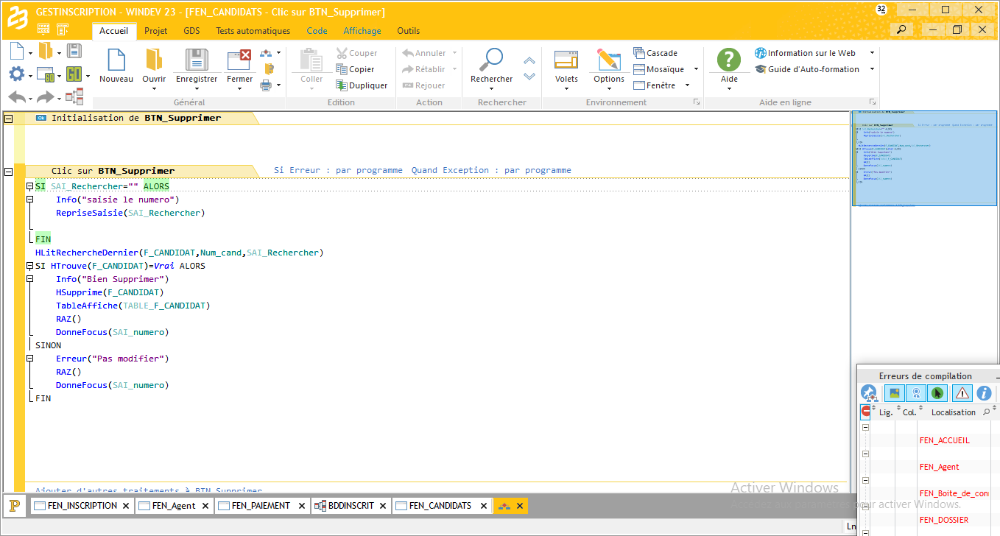 GESTINSCRIPTION - WINDEV 23 - [FEN_CANDIDATS - Clic sur BTN_Supprimer]
32
23
Accueil Projet GDS Tests automatiques Code Affichage Outils
Nouveau Ouvrir Enregistrer Fermer
Général
Coller Couper Copier Dupliquer
Edition
Annuler Rétablir Rejouer
Action
Rechercher
Rechercher
Volets Options Cascade Mosaïque Fenêtre
Environnement
Aide Information sur le Web Guide d'Auto-formation
Aide en ligne
GO
Ok Initialisation de BTN_Supprimer
Clic sur BTN_Supprimer Si Erreur : par programme Quand Exception : par programme
SI SAI_Rechercher="" ALORS
Info("saisie le numero")
RepriseSaisie(SAI_Rechercher)
FIN
HLitRechercheDernier(F_CANDIDAT,Num_cand,SAI_Rechercher)
SI HTrouve(F_CANDIDAT)=Vrai ALORS
Info("Bien Supprimer")
HSupprime(F_CANDIDAT)
TableAffiche(TABLE_F_CANDIDAT)
RAZ()
DonneFocus(SAI_numero)
SINON
Erreur("Pas modifier")
RAZ()
DonneFocus(SAI_numero)
FIN
Ajouter d'autres traitements à BTN_Supprimer
Erreurs de compilation
Lig. Col. Localisation
FEN_ACCUEIL
FEN_Agent
FEN_Boite_de_con
FEN_DOSSIER
Activer Windows
Accédez aux paramètres pour activer Windows.
FEN_INSCRIPTION FEN_Agent FEN_PAIEMENT BDDINSCRIT FEN_CANDIDATS
Ln